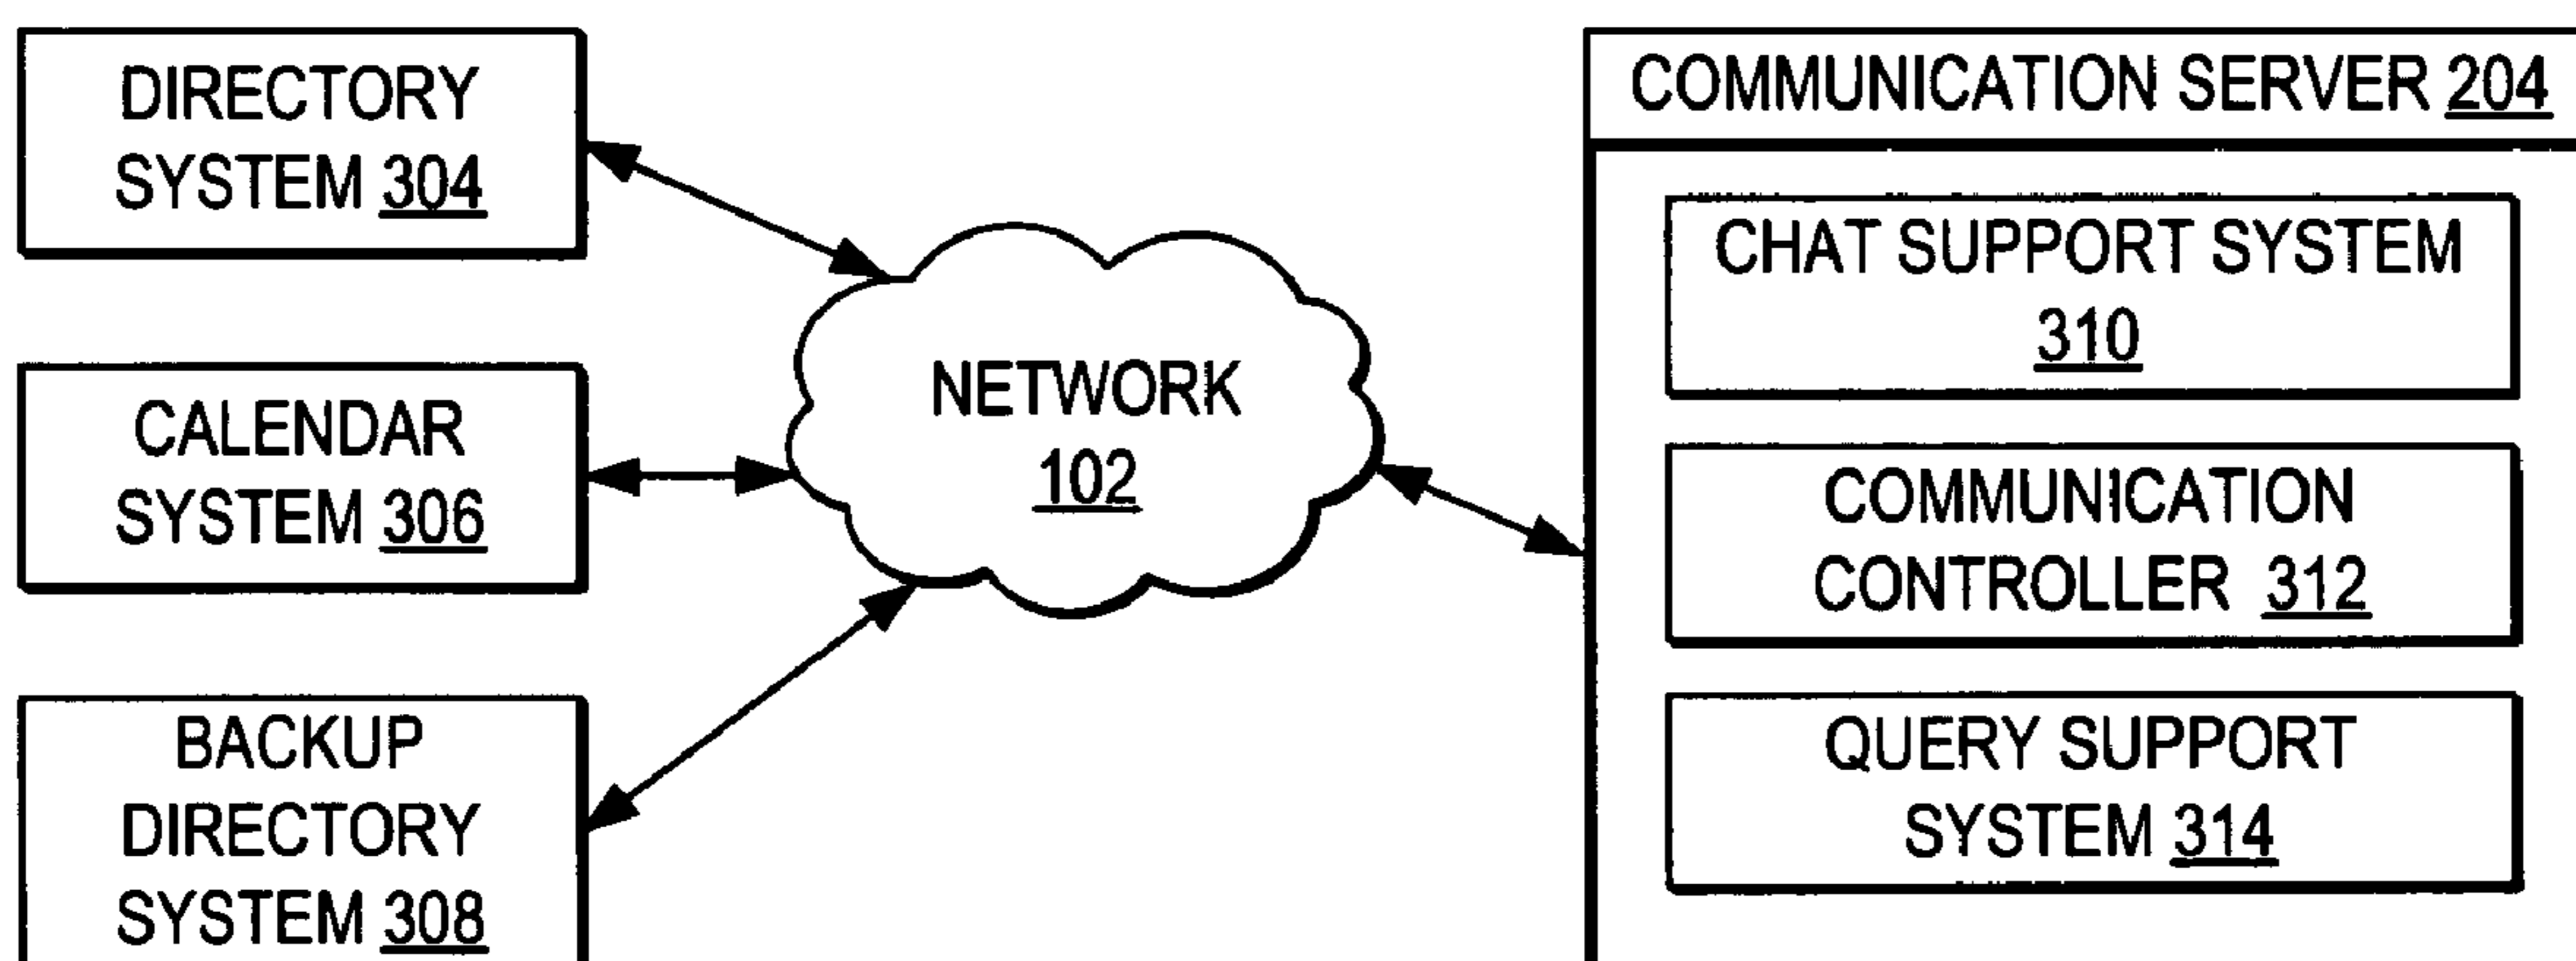 DIRECTORY
SYSTEM 304
CALENDAR
SYSTEM 306
BACKUP
DIRECTORY
SYSTEM 308
NETWORK
102
COMMUNICATION SERVER 204
CHAT SUPPORT SYSTEM
310
COMMUNICATION
CONTROLLER 312
QUERY SUPPORT
SYSTEM 314